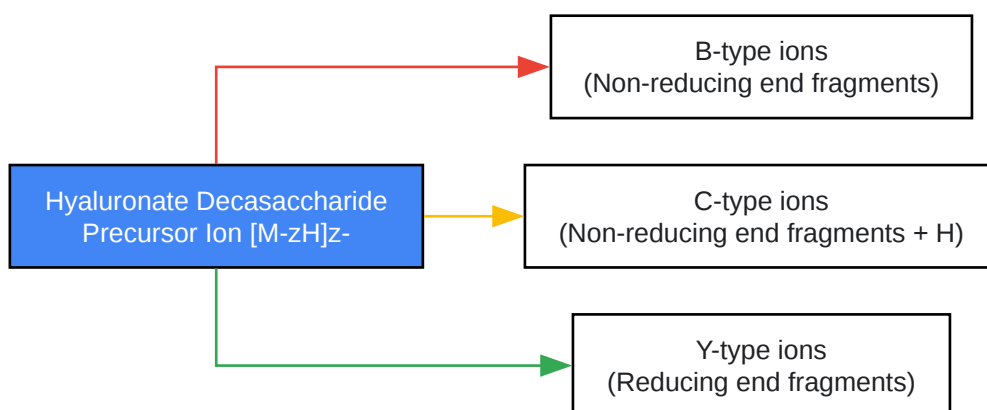 B-type ions
(Non-reducing end fragments)
Hyaluronate Decasaccharide
Precursor Ion [M-zH]z-
C-type ions
(Non-reducing end fragments + H)
Y-type ions
(Reducing end fragments)